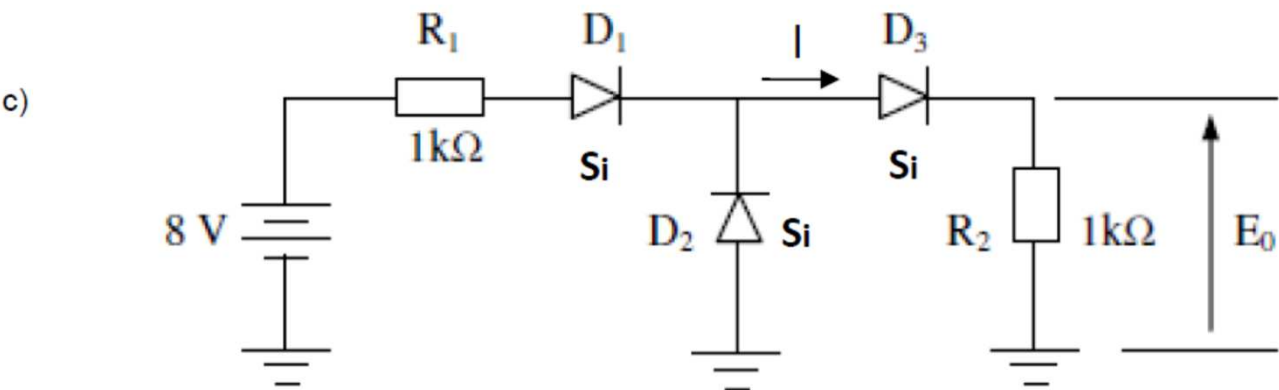 R₁ D₁ I D₃
c)
1kΩ
Si Si
8 V D₂ Si R₂ 1kΩ E₀